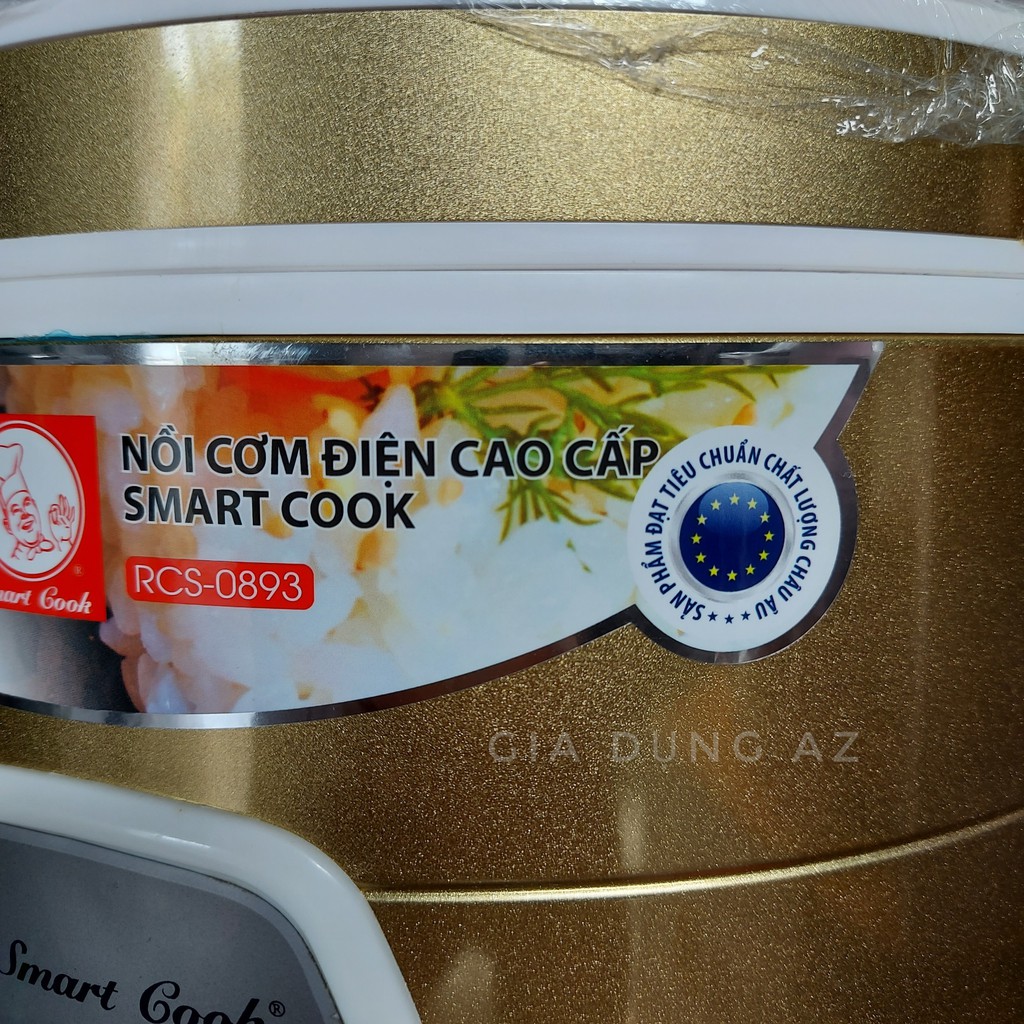 NỒI CƠM ĐIỆN CAO CẤP
SMART COOK
RCS-0893
SẢN PHẨM ĐẠT TIÊU CHUẨN CHẤT LƯỢNG CHÂU ÂU
®
mart Cook
GIA DUNG AZ
Smart Cook®